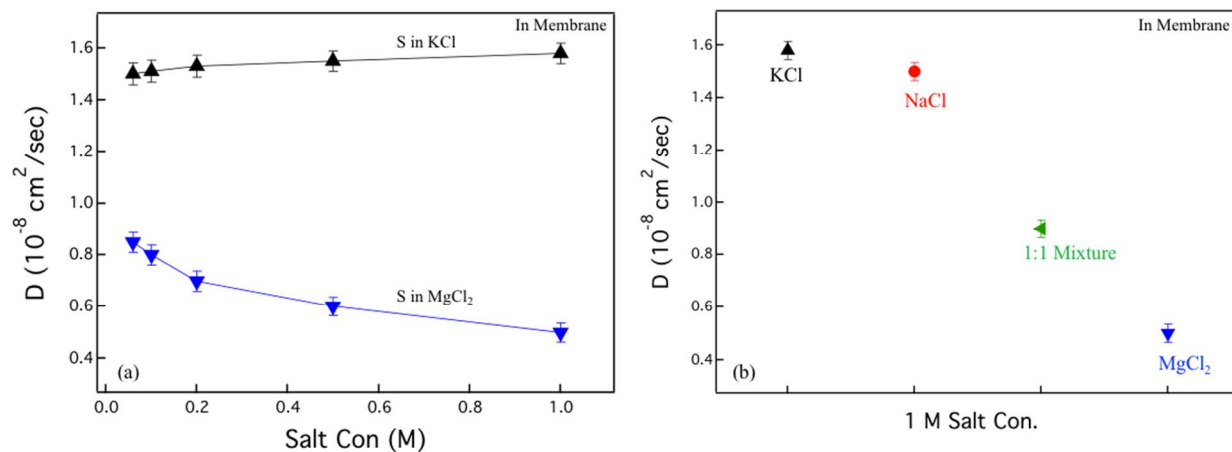 In Membrane
S in KCl
S in MgCl₂
(a)
D (10⁻⁸ cm²/sec)
1.6
1.4
1.2
1.0
0.8
0.6
0.4
0.0 0.2 0.4 0.6 0.8 1.0
Salt Con (M)
In Membrane
KCl
NaCl
1:1 Mixture
MgCl₂
(b)
D (10⁻⁸ cm²/sec)
1.6
1.4
1.2
1.0
0.8
0.6
0.4
1 M Salt Con.